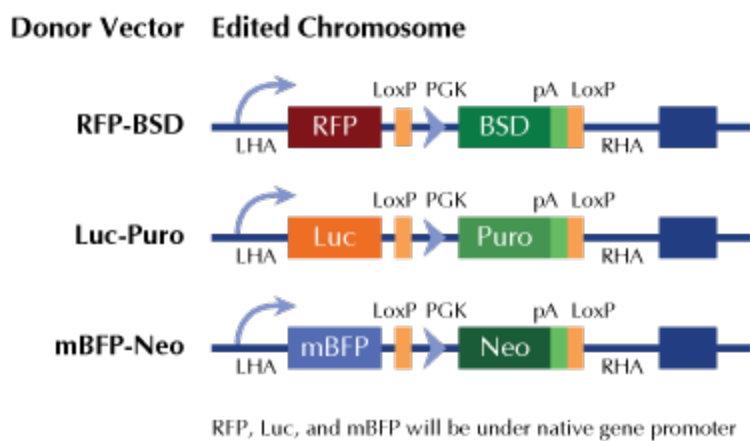 Donor Vector Edited Chromosome
LoxP PGK pA LoxP
RFP-BSD RFP BSD
LHA RHA
LoxP PGK pA LoxP
Luc-Puro Luc Puro
LHA RHA
LoxP PGK pA LoxP
mBFP-Neo mBFP Neo
LHA RHA
RFP, Luc, and mBFP will be under native gene promoter